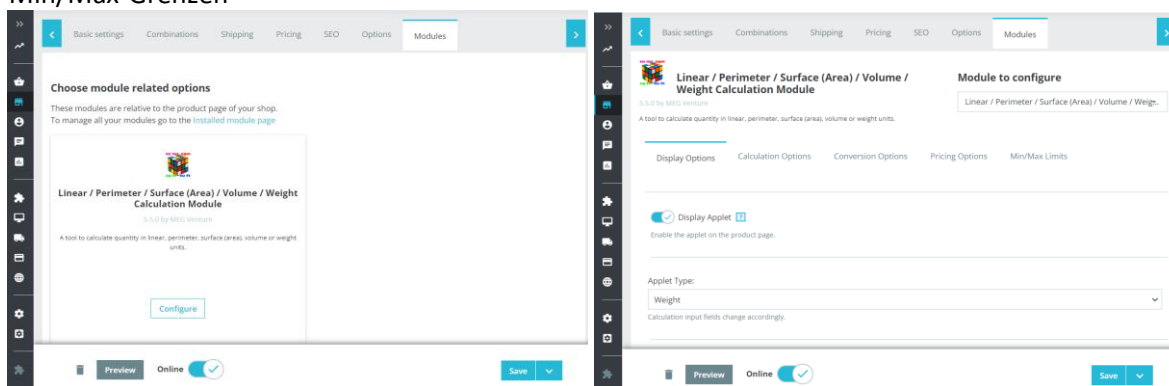 Min/Max-Grenzen
Basic settings Combinations Shipping Pricing SEO Options Modules
Choose module related options
These modules are relative to the product page of your shop.
To manage all your modules go to the Installed module page
Linear / Perimeter / Surface (Area) / Volume / Weight
Calculation Module
5.5.0 by MEG Venture
A tool to calculate quantity in linear, perimeter, surface (area), volume or weight
units.
Configure
Preview Online Save
Basic settings Combinations Shipping Pricing SEO Options Modules
Linear / Perimeter / Surface (Area) / Volume /
Weight Calculation Module
5.5.0 by MEG Venture
A tool to calculate quantity in linear, perimeter, surface (area), volume or weight units.
Module to configure
Linear / Perimeter / Surface (Area) / Volume / Weig
Display Options Calculation Options Conversion Options Pricing Options Min/Max Limits
Display Applet ?
Enable the applet on the product page.
Applet Type:
Weight
Calculation input fields change accordingly.
Preview Online Save